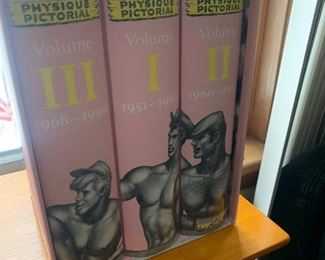 PHYSIQUE PICTORIAL
Volume
III
1968–1990
PHYSIQUE
PICTORIAL
Volume
I
1951–
PHYSIQUE
PICTORIAL
Volume
II
1960–
TASCHEN